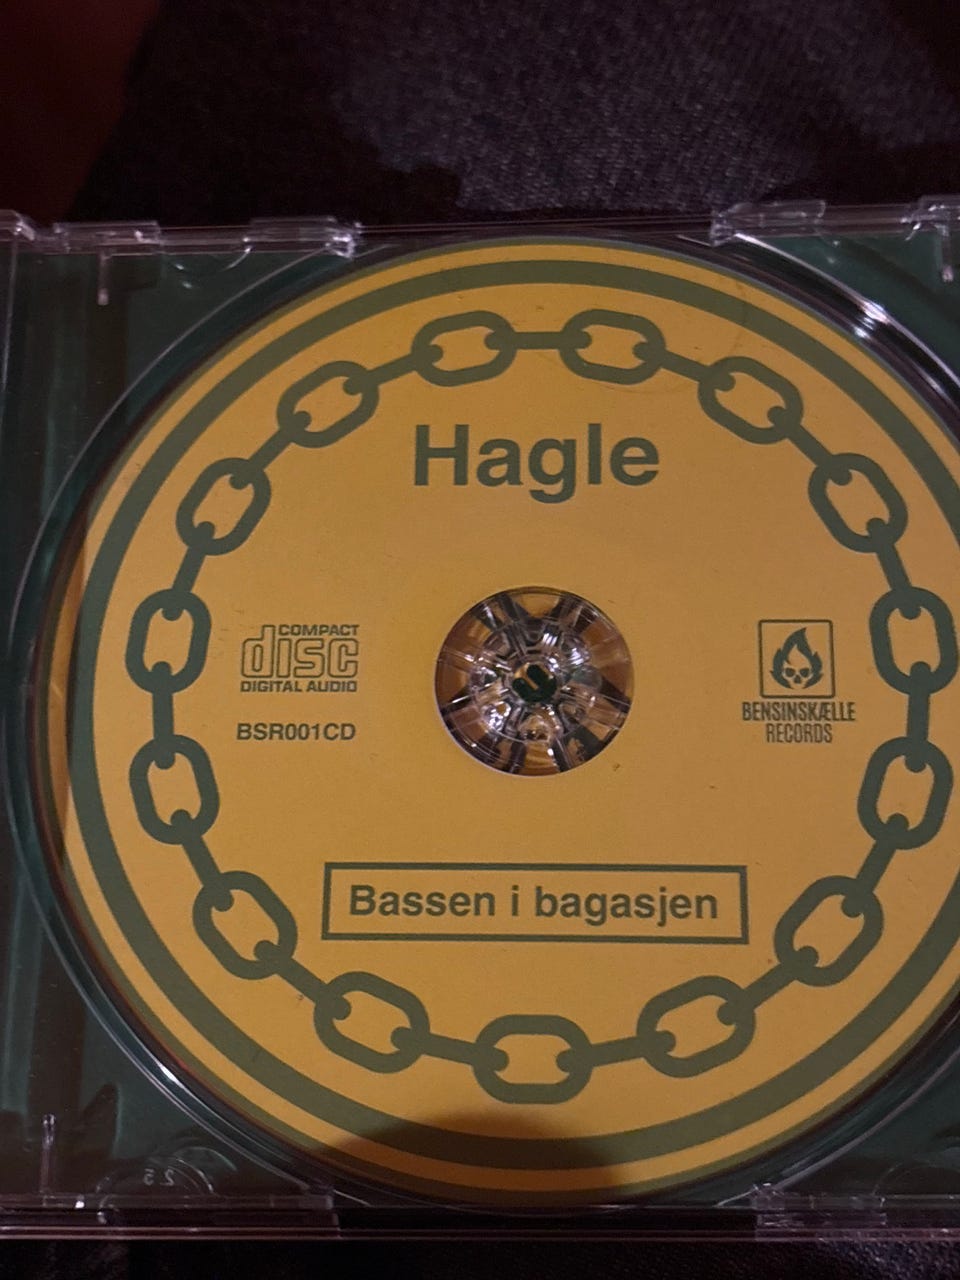 Hagle
COMPACT
disc
DIGITAL AUDIO
BSR001CD
BENSINSKÆLLE
RECORDS
Bassen i bagasjen